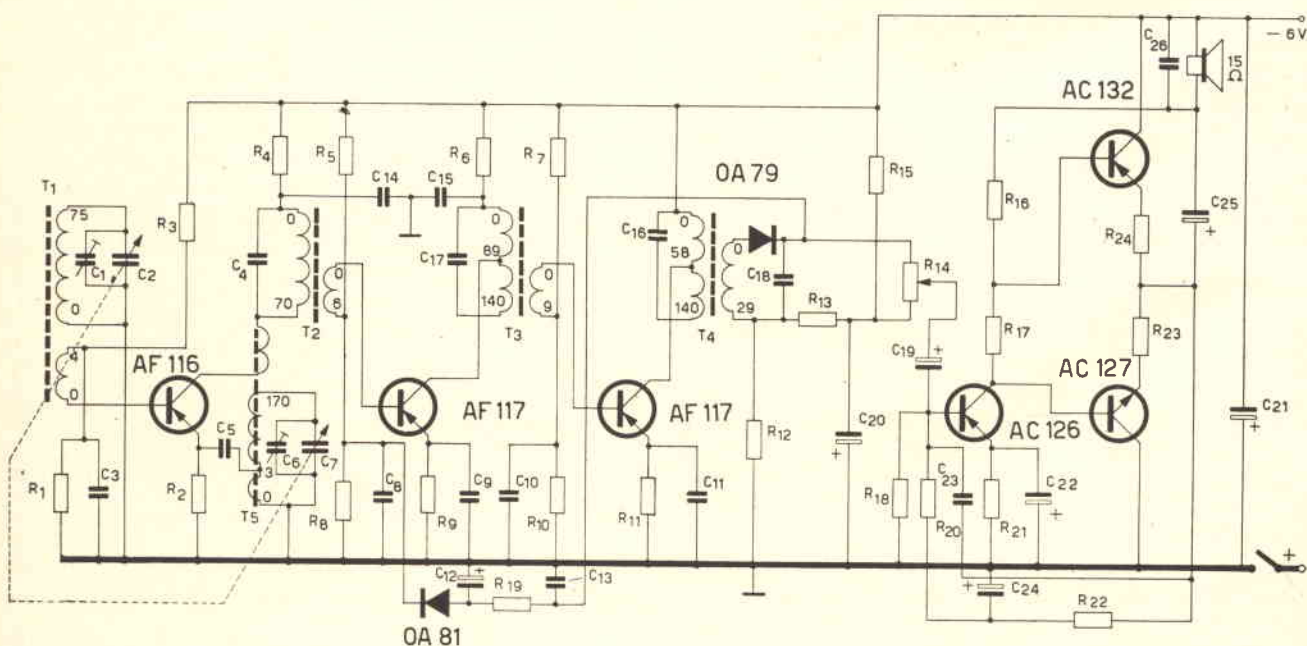 C26
15 Ω
− 6V
AC 132
R4
R5
R6
R7
OA 79
R15
C14
C15
T1
75
R3
R16
C25
+
C1
C2
0
0
0
0
0
R24
C4
C17
89
C16
58
C18
R14
70
6
140
9
140
29
R13
0
T2
T3
T4
R17
R23
4
0
AF 116
C19
+
AC 127
170
AF 117
AF 117
C20
+
AC 126
C21
+
C5
C6
C7
R12
3
0
R1
C3
R2
T5
R8
C8
R9
C9
C10
R10
R11
C11
R18
R20
C23
R21
C22
+
+
C12
+
R19
C13
C24
+
R22
OA 81